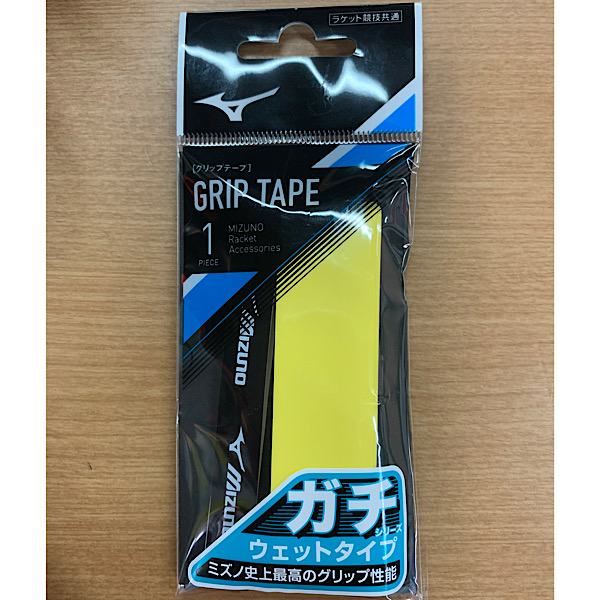 ラケット競技共通
[グリップテープ]
GRIP TAPE
1
PIECE
MIZUNO
Racket
Accessories
MIZUNO
MIZUNO
ガチ
シリーズ
ウェットタイプ
ミズノ史上最高のグリップ性能